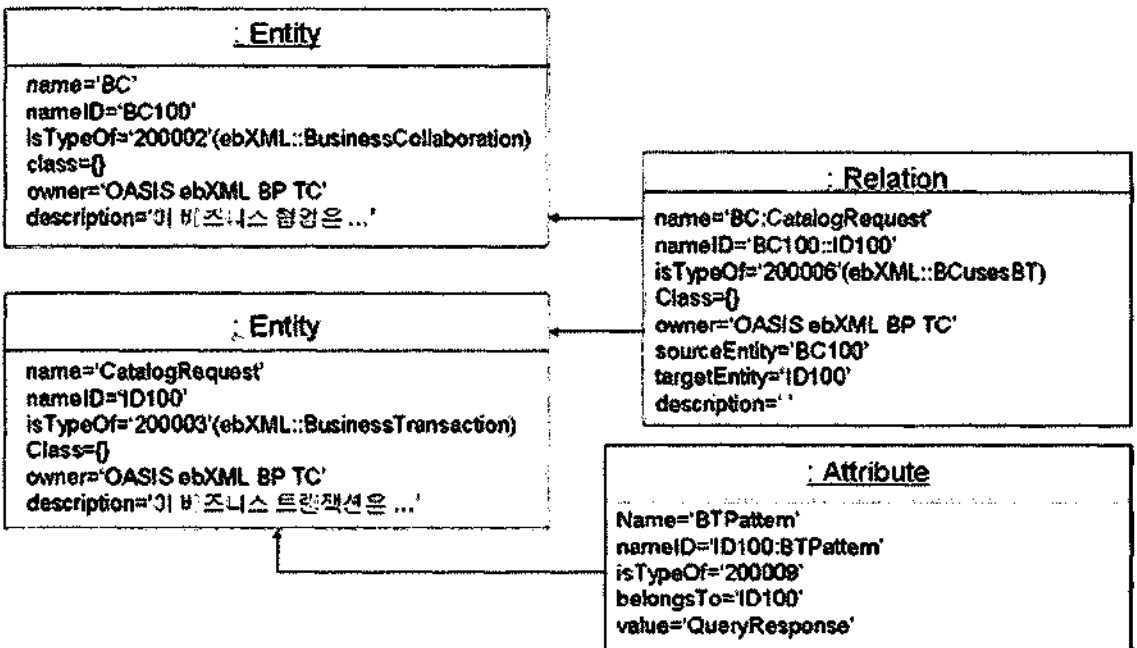 : Entity
name='BC'
nameID='BC100'
isTypeOf='200002'(ebXML::BusinessCollaboration)
class={}
owner='OASIS ebXML BP TC'
description='이 비즈니스 협업은 ...'
: Relation
name='BC:CatalogRequest'
nameID='BC100::ID100'
isTypeOf='200006'(ebXML::BCusesBT)
Class={}
owner='OASIS ebXML BP TC'
sourceEntity='BC100'
targetEntity='ID100'
description=' '
: Entity
name='CatalogRequest'
nameID='ID100'
isTypeOf='200003'(ebXML::BusinessTransaction)
Class={}
owner='OASIS ebXML BP TC'
description='이 비즈니스 트랜잭션은 ...'
: Attribute
Name='BTPattern'
nameID='ID100:BTPattern'
isTypeOf='200009'
belongsTo='ID100'
value='QueryResponse'